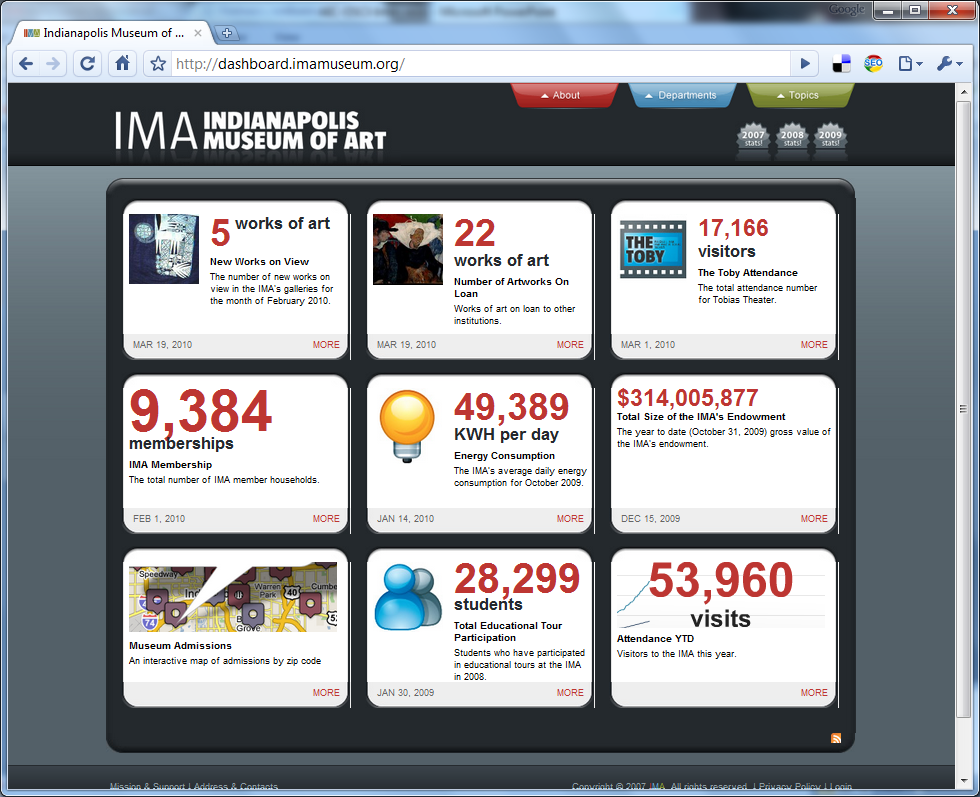 Google
Indianapolis Museum of ...
http://dashboard.imamuseum.org/
SEO
About
Departments
Topics
IMA INDIANAPOLIS
MUSEUM OF ART
2007
stats!
2008
stats!
2009
stats!
5 works of art
New Works on View
The number of new works on
view in the IMA's galleries for
the month of February 2010.
MAR 19, 2010 MORE
22
works of art
Number of Artworks On
Loan
Works of art on loan to other
institutions.
MAR 19, 2010 MORE
THE
TOBY
17,166
visitors
The Toby Attendance
The total attendance number
for Tobias Theater.
MAR 1, 2010 MORE
9,384
memberships
IMA Membership
The total number of IMA member households.
FEB 1, 2010 MORE
49,389
KWH per day
Energy Consumption
The IMA's average daily energy
consumption for October 2009.
JAN 14, 2010 MORE
$314,005,877
Total Size of the IMA's Endowment
The year to date (October 31, 2009) gross value of
the IMA's endowment.
DEC 15, 2009 MORE
Speedway
Warren
Park
Cumbe
40
74
Grove
Museum Admissions
An interactive map of admissions by zip code
MORE
28,299
students
Total Educational Tour
Participation
Students who have participated
in educational tours at the IMA
in 2008.
JAN 30, 2009 MORE
53,960
visits
Attendance YTD
Visitors to the IMA this year.
MORE
Mission & Support | Address & Contacts
Copyright © 2007 IMA. All rights reserved. | Privacy Policy | Login